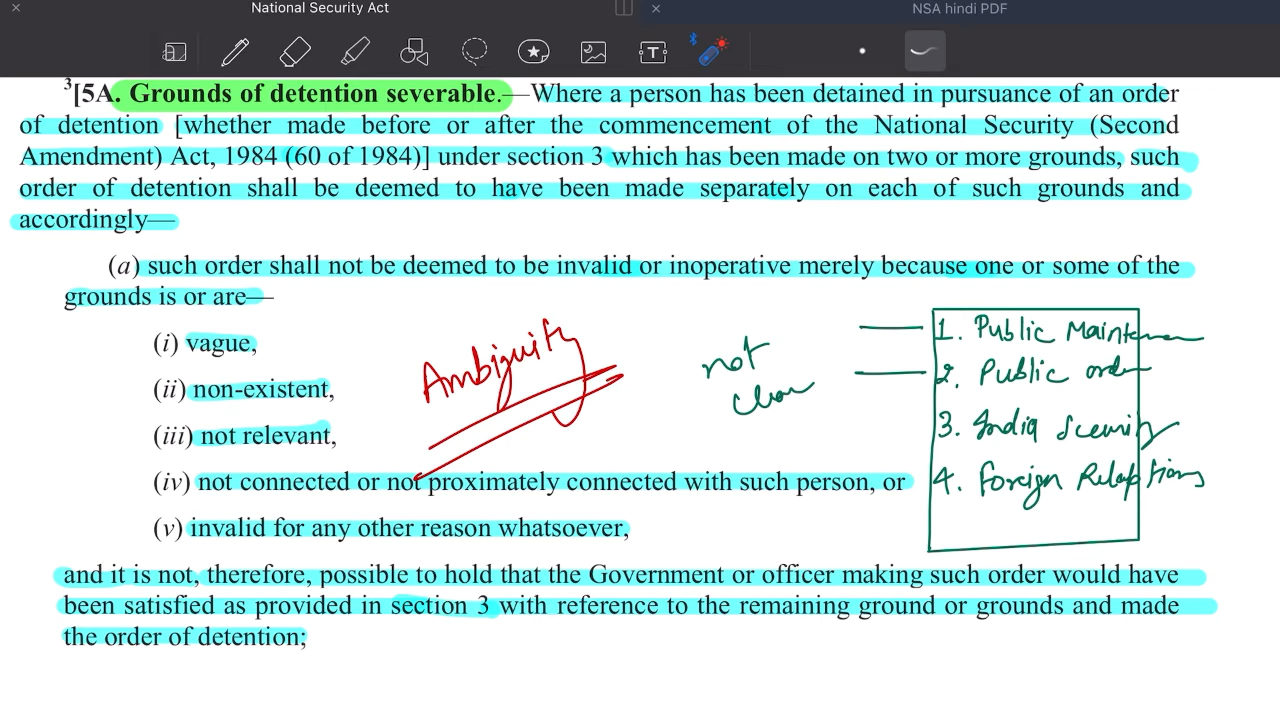 National Security Act
NSA hindi PDF
3[5A. Grounds of detention severable.—Where a person has been detained in pursuance of an order
of detention [whether made before or after the commencement of the National Security (Second
Amendment) Act, 1984 (60 of 1984)] under section 3 which has been made on two or more grounds, such
order of detention shall be deemed to have been made separately on each of such grounds and
accordingly—
(a) such order shall not be deemed to be invalid or inoperative merely because one or some of the
grounds is or are—
(i) vague,
(ii) non-existent,
(iii) not relevant,
(iv) not connected or not proximately connected with such person, or
(v) invalid for any other reason whatsoever,
Ambiguity
not
clear
1. Public
2. Public order
3. India Security
4. Foreign Relations
and it is not, therefore, possible to hold that the Government or officer making such order would have
been satisfied as provided in section 3 with reference to the remaining ground or grounds and made
the order of detention;